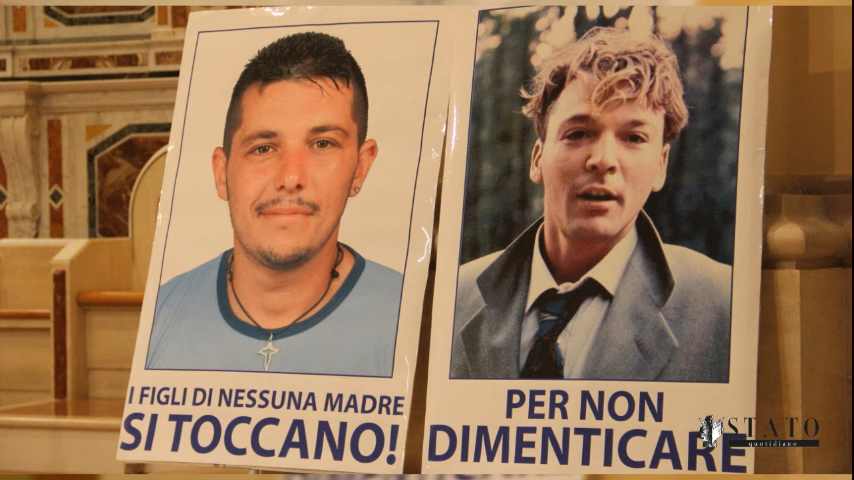 I FIGLI DI NESSUNA MADRE
SI TOCCANO!
PER NON
DIMENTICARE
STATO
quotidiano